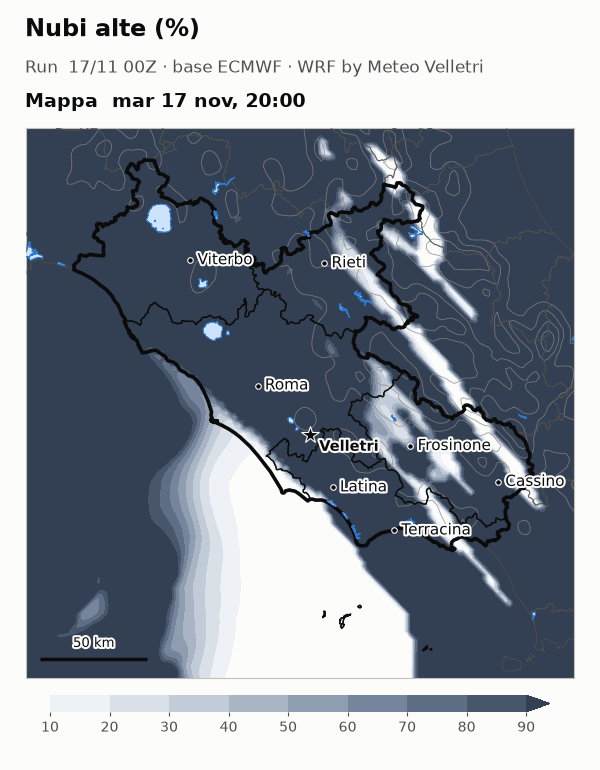 Nubi alte (%)
Run 17/11 00Z · base ECMWF · WRF by Meteo Velletri
Mappa mar 17 nov, 20:00
Viterbo
Rieti
Roma
Velletri
Frosinone
Latina
Cassino
Terracina
50 km
10 20 30 40 50 60 70 80 90